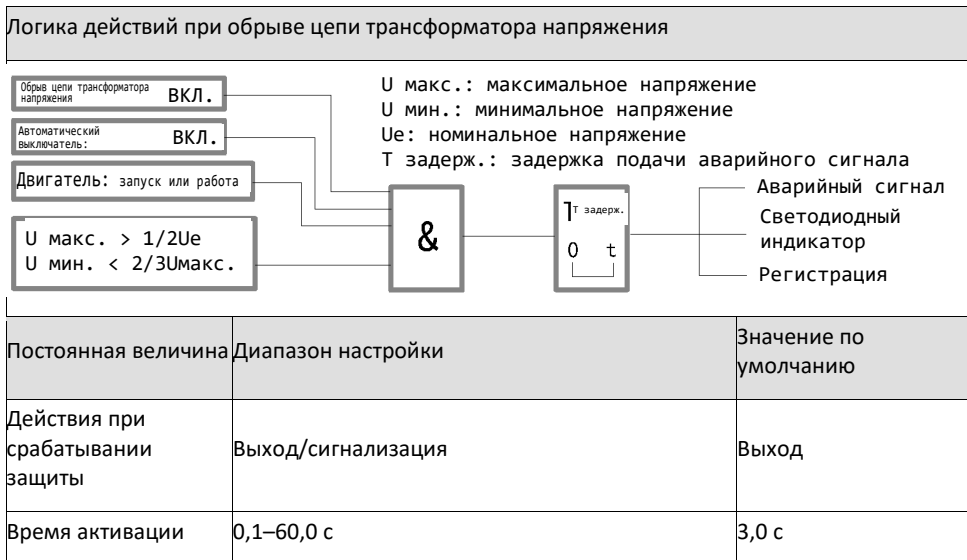 Логика действий при обрыве цепи трансформатора напряжения
Обрыв цепи трансформатора
напряжения
ВКЛ.
Автоматический
выключатель:
ВКЛ.
Двигатель: запуск или работа
U макс. > 1/2Ue
U мин. < 2/3Uмакс.
U макс.: максимальное напряжение
U мин.: минимальное напряжение
Ue: номинальное напряжение
T задерж.: задержка подачи аварийного сигнала
&
T задерж.
0 t
Аварийный сигнал
Светодиодный
индикатор
Регистрация
Постоянная величина
Диапазон настройки
Значение по
умолчанию
Действия при
срабатывании
защиты
Выход/сигнализация
Выход
Время активации
0,1–60,0 с
3,0 с